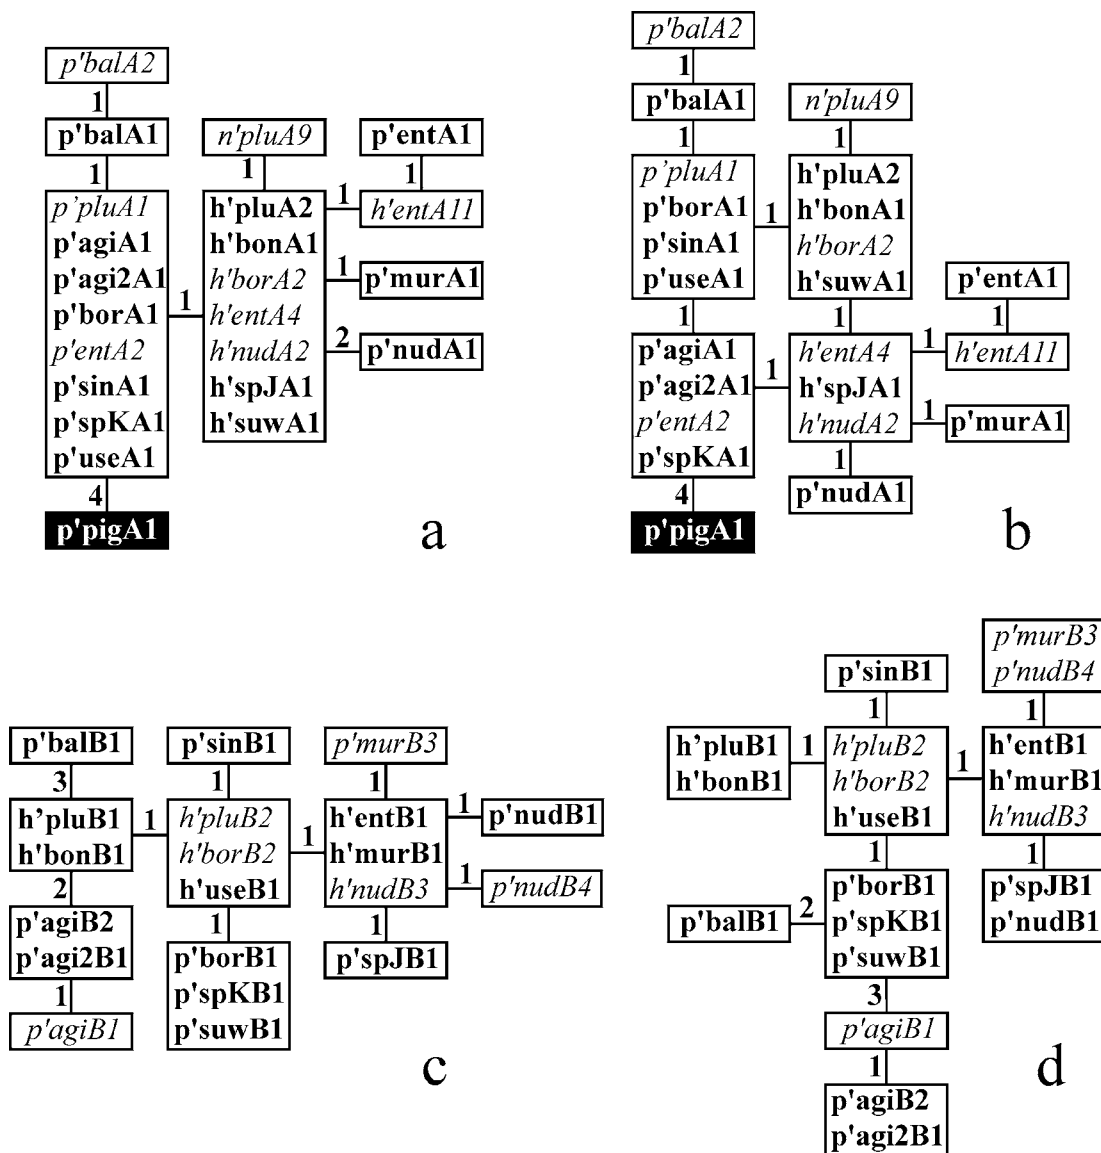 p'balA2
1
p'balA1
1
p’pluA1
p'agiA1
p'agi2A1
p'borA1
p'entA2
p'sinA1
p'spKA1
p'useA1
4
p'pigA1
1
n'pluA9
1
h'pluA2
h'bonA1
h'borA2
h'entA4
h'nudA2
h'spJA1
h'suwA1
p'entA1
1
1
h'entA11
1
p'murA1
2
p'nudA1
a
p'balA2
1
p'balA1
1
p’pluA1
p'borA1
p'sinA1
p'useA1
1
p'agiA1
p'agi2A1
p'entA2
p'spKA1
4
p'pigA1
n'pluA9
1
1
h'pluA2
h'bonA1
h'borA2
h'suwA1
1
1
h'entA4
h'spJA1
h'nudA2
1
p'nudA1
p'entA1
1
1
h'entA11
1
p'murA1
b
p'balB1
3
h’pluB1
h'bonB1
2
p'agiB2
p'agi2B1
1
p'agiB1
1
p'sinB1
1
h'pluB2
h'borB2
h'useB1
1
p'borB1
p'spKB1
p'suwB1
1
p'murB3
1
h'entB1
h'murB1
h'nudB3
1
p'spJB1
1
p'nudB1
1
p'nudB4
c
p'sinB1
1
h'pluB1
h'bonB1
1
h'pluB2
h'borB2
h'useB1
1
p'murB3
p'nudB4
1
h'entB1
h'murB1
h'nudB3
1
p'spJB1
p'nudB1
1
p'balB1
2
p'borB1
p'spKB1
p'suwB1
3
p'agiB1
1
p'agiB2
p'agi2B1
d